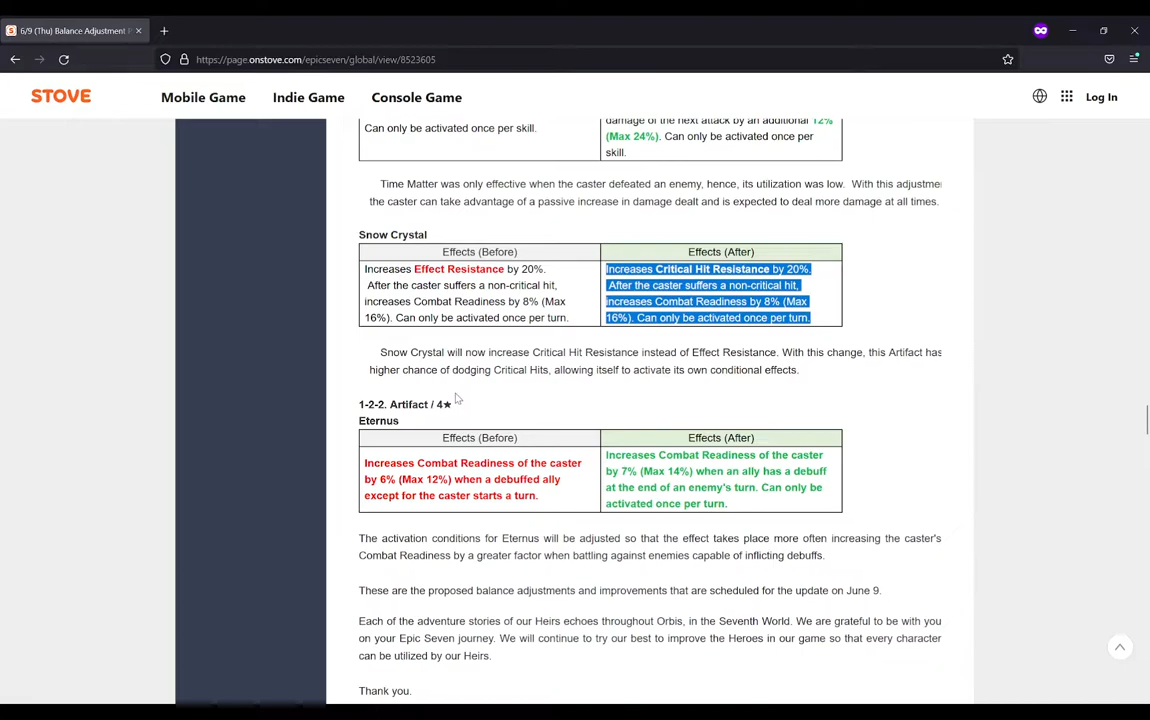 6/9 (Thu) Balance Adjustment
https://page.onstove.com/epicseven/global/view/8523605
STOVE
Mobile Game
Indie Game
Console Game
Log In
Can only be activated once per skill.
damage of the next attack by an additional 12%
(Max 24%). Can only be activated once per
skill.
Time Matter was only effective when the caster defeated an enemy, hence, its utilization was low. With this adjustme
the caster can take advantage of a passive increase in damage dealt and is expected to deal more damage at all times.
Snow Crystal
Effects (Before)
Effects (After)
Increases Effect Resistance by 20%.
After the caster suffers a non-critical hit,
increases Combat Readiness by 8% (Max
16%). Can only be activated once per turn.
Increases Critical Hit Resistance by 20%.
After the caster suffers a non-critical hit,
increases Combat Readiness by 8% (Max
16%). Can only be activated once per turn.
Snow Crystal will now increase Critical Hit Resistance instead of Effect Resistance. With this change, this Artifact has
higher chance of dodging Critical Hits, allowing itself to activate its own conditional effects.
1-2-2. Artifact / 4★
Eternus
Effects (Before)
Effects (After)
Increases Combat Readiness of the caster
by 6% (Max 12%) when a debuffed ally
except for the caster starts a turn.
Increases Combat Readiness of the caster
by 7% (Max 14%) when an ally has a debuff
at the end of an enemy's turn. Can only be
activated once per turn.
The activation conditions for Eternus will be adjusted so that the effect takes place more often increasing the caster's
Combat Readiness by a greater factor when battling against enemies capable of inflicting debuffs.
These are the proposed balance adjustments and improvements that are scheduled for the update on June 9.
Each of the adventure stories of our Heirs echoes throughout Orbis, in the Seventh World. We are grateful to be with you
on your Epic Seven journey. We will continue to try our best to improve the Heroes in our game so that every character
can be utilized by our Heirs.
Thank you.